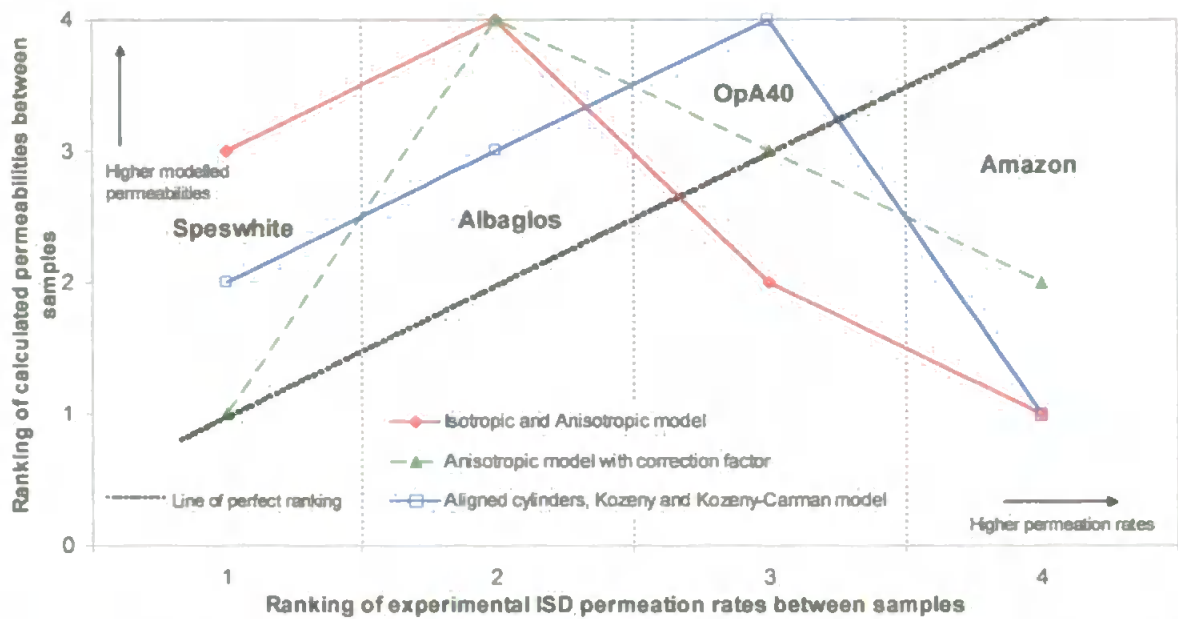 Ranking of calculated permeabilities between
samples
4
3
2
1
0
Higher modelled
permeabilities
OpA40
Amazon
Speswhite
Albaglos
Isotropic and Anisotropic model
Anisotropic model with correction factor
Line of perfect ranking
Aligned cylinders, Kozeny and Kozeny-Carman model
Higher permeation rates
1
2
3
4
Ranking of experimental ISD permeation rates between samples